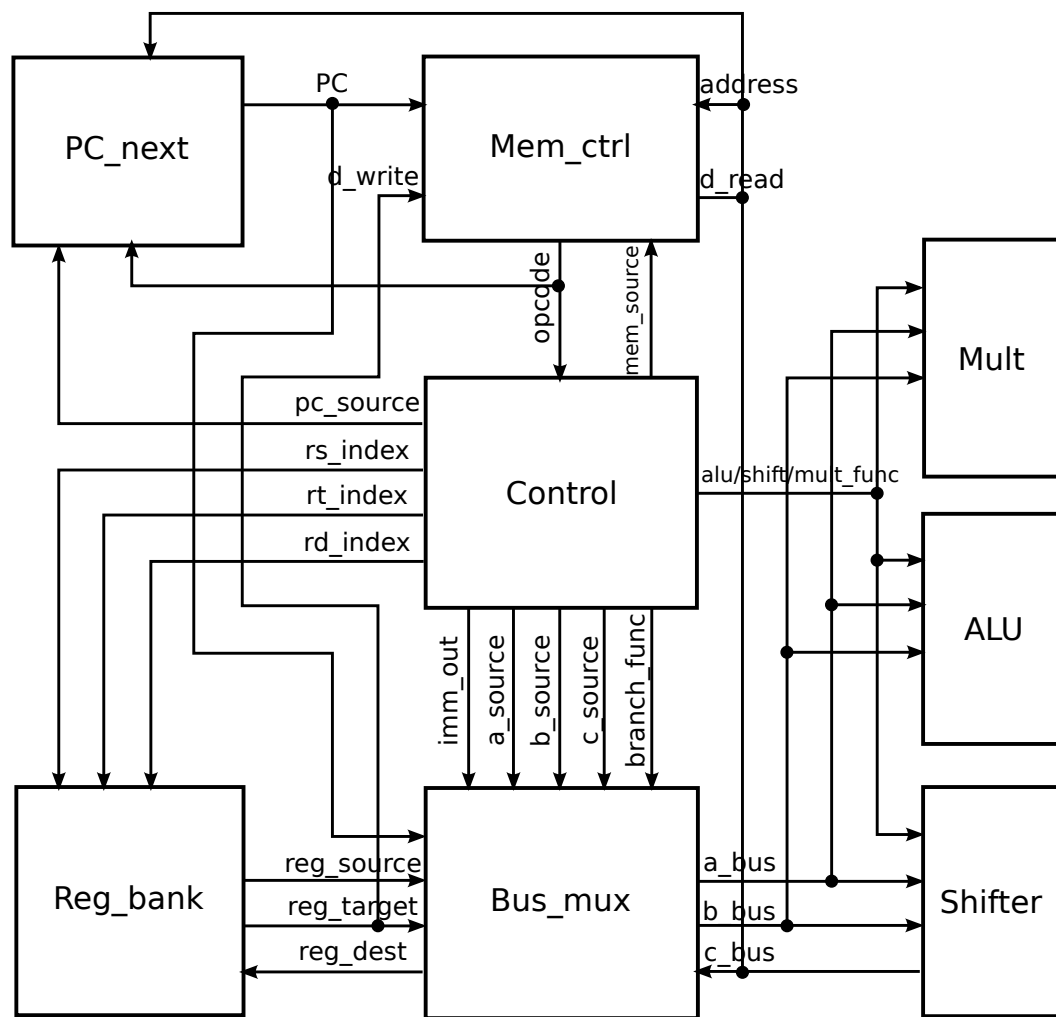 PC
address
PC_next
Mem_ctrl
d_write
d_read
opcode
mem_source
Mult
pc_source
rs_index
alu/shift/mult_func
Control
rt_index
rd_index
ALU
imm_out
a_source
b_source
c_source
branch_func
reg_source
a_bus
Reg_bank
reg_target
Bus_mux
b_bus
Shifter
reg_dest
c_bus